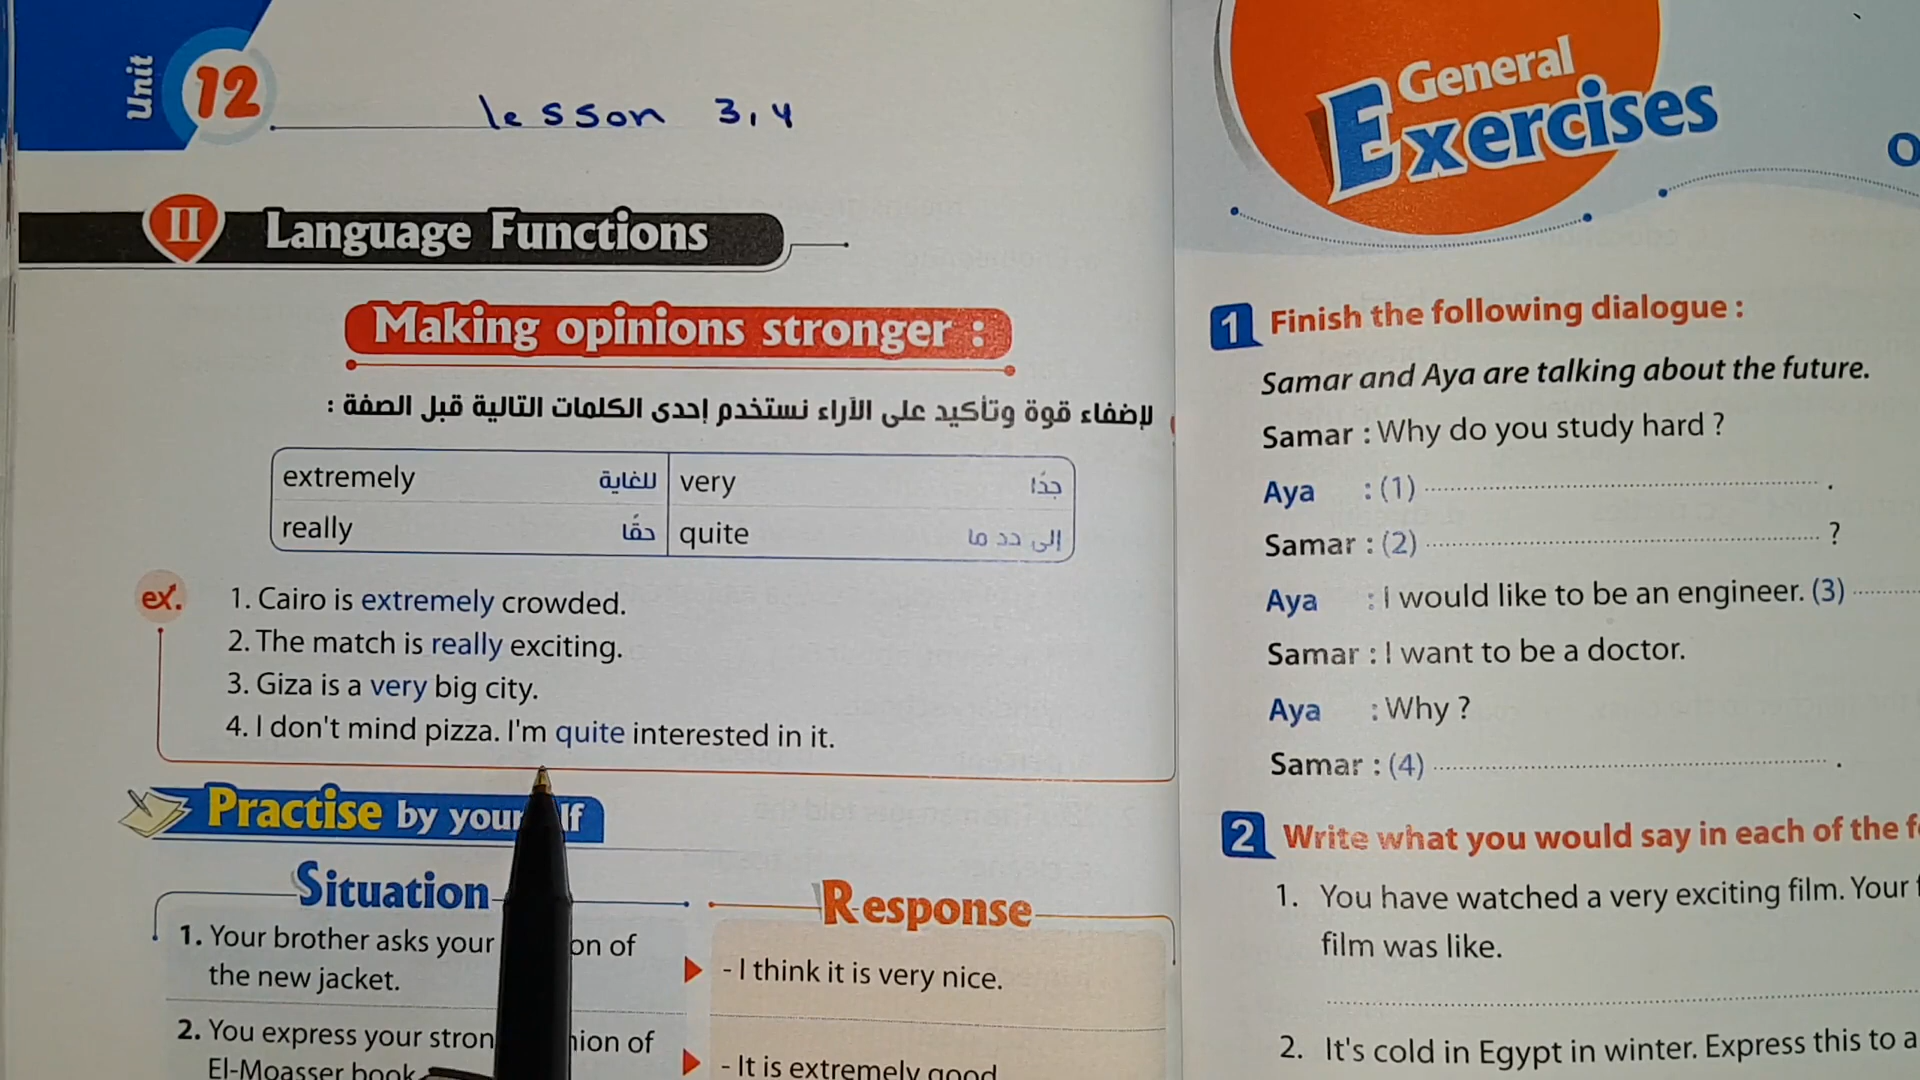 Unit 12
lesson 3,4
II Language Functions
Making opinions stronger :
لإضفاء قوة وتأكيد على الآراء نستخدم إحدى الكلمات التالية قبل الصفة :
extremely للغاية very جدًا
really حقًا quite إلى حد ما
ex. 1. Cairo is extremely crowded.
2. The match is really exciting.
3. Giza is a very big city.
4. I don't mind pizza. I'm quite interested in it.
Practise by
Situation
Response
1. Your brother asks your of
the new jacket.
- I think it is very nice.
2. You express your of
El-Moasser book
- It is extremely good
General
Exercises
1 Finish the following dialogue :
Samar and Aya are talking about the future.
Samar : Why do you study hard ?
Aya : (1) .
Samar : (2) ?
Aya : I would like to be an engineer. (3)
Samar : I want to be a doctor.
Aya : Why ?
Samar : (4) .
2 Write what you would say in each of the
1. You have watched a very exciting film. Your
film was like.
2. It's cold in Egypt in winter. Express this to a